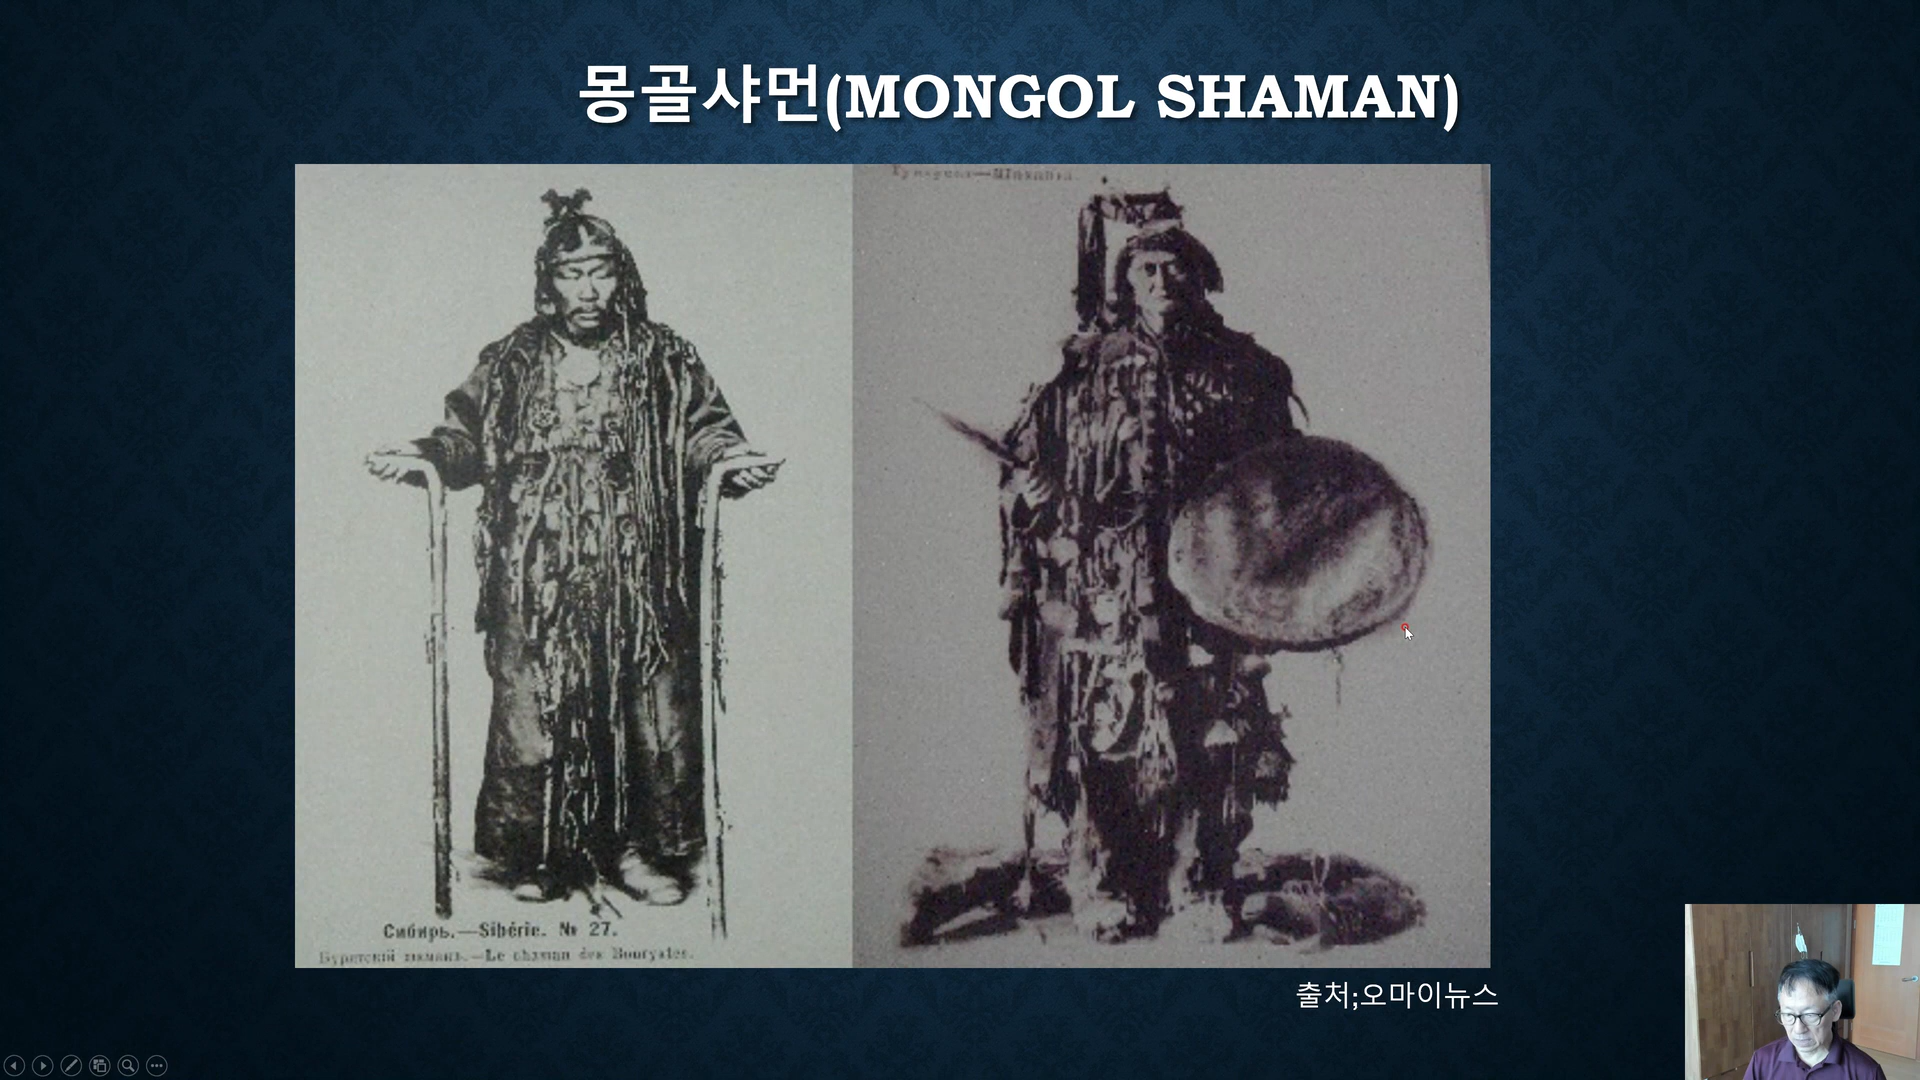 몽골샤먼(MONGOL SHAMAN)
Сибирь.—Sibérie. № 27.
Бурятскій шаманъ.—Le chaman des Bouryates.
출처;오마이뉴스